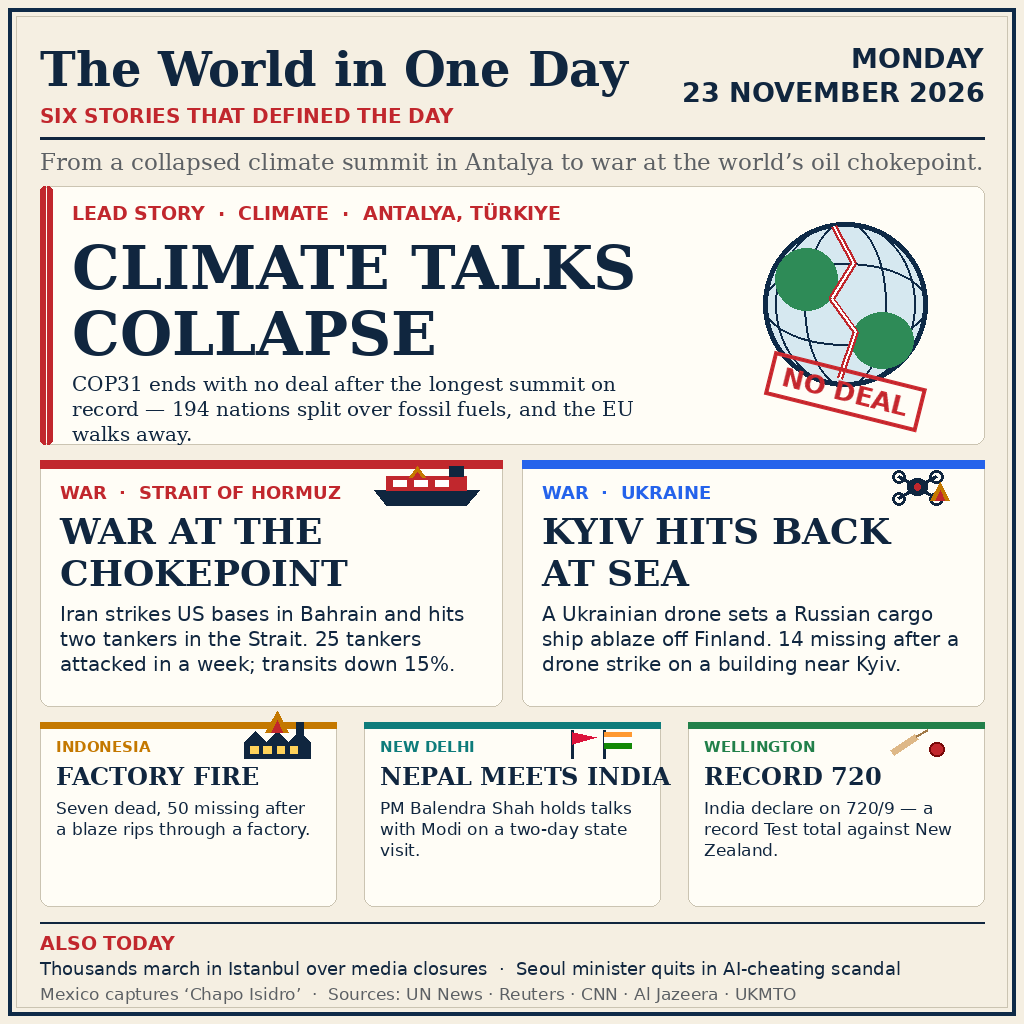 The World in One Day
SIX STORIES THAT DEFINED THE DAY
MONDAY
23 NOVEMBER 2026
From a collapsed climate summit in Antalya to war at the world’s oil chokepoint.
LEAD STORY · CLIMATE · ANTALYA, TÜRKIYE
CLIMATE TALKS
COLLAPSE
COP31 ends with no deal after the longest summit on
record — 194 nations split over fossil fuels, and the EU
walks away.
NO DEAL
WAR · STRAIT OF HORMUZ
WAR AT THE
CHOKEPOINT
Iran strikes US bases in Bahrain and hits
two tankers in the Strait. 25 tankers
attacked in a week; transits down 15%.
WAR · UKRAINE
KYIV HITS BACK
AT SEA
A Ukrainian drone sets a Russian cargo
ship ablaze off Finland. 14 missing after a
drone strike on a building near Kyiv.
INDONESIA
FACTORY FIRE
Seven dead, 50 missing after
a blaze rips through a factory.
NEW DELHI
NEPAL MEETS INDIA
PM Balendra Shah holds talks
with Modi on a two-day state
visit.
WELLINGTON
RECORD 720
India declare on 720/9 — a
record Test total against New
Zealand.
ALSO TODAY
Thousands march in Istanbul over media closures · Seoul minister quits in AI-cheating scandal
Mexico captures ‘Chapo Isidro’ · Sources: UN News · Reuters · CNN · Al Jazeera · UKMTO